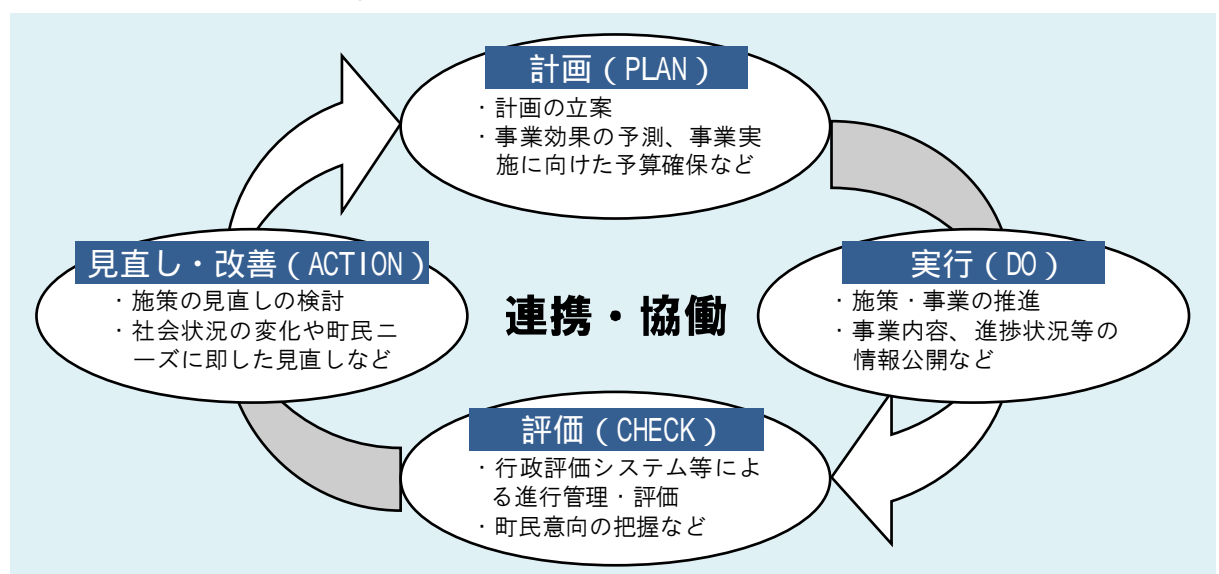 計画（PLAN）
・計画の立案
・事業効果の予測、事業実
施に向けた予算確保など
見直し・改善（ACTION）
・施策の見直しの検討
・社会状況の変化や町民ニ
ーズに即した見直しなど
連携・協働
実行（DO）
・施策・事業の推進
・事業内容、進捗状況等の
情報公開など
評価（CHECK）
・行政評価システム等によ
る進行管理・評価
・町民意向の把握など